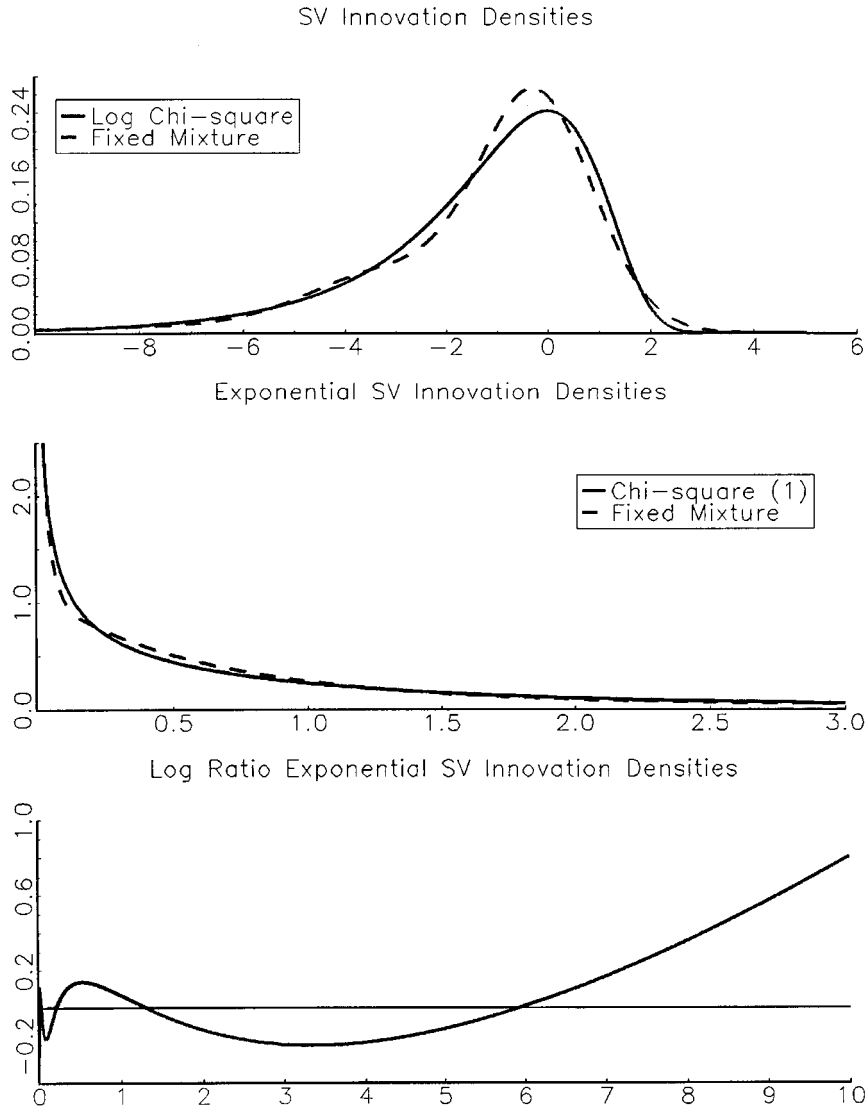 SV Innovation Densities
Log Chi-square
Fixed Mixture
0.24
0.16
0.08
0.00
-8 -6 -4 -2 0 2 4 6
Exponential SV Innovation Densities
Chi-square (1)
Fixed Mixture
2.0
1.0
0.0
0.5 1.0 1.5 2.0 2.5 3.0
Log Ratio Exponential SV Innovation Densities
1.0
0.6
0.2
-0.2
0 1 2 3 4 5 6 7 8 9 10